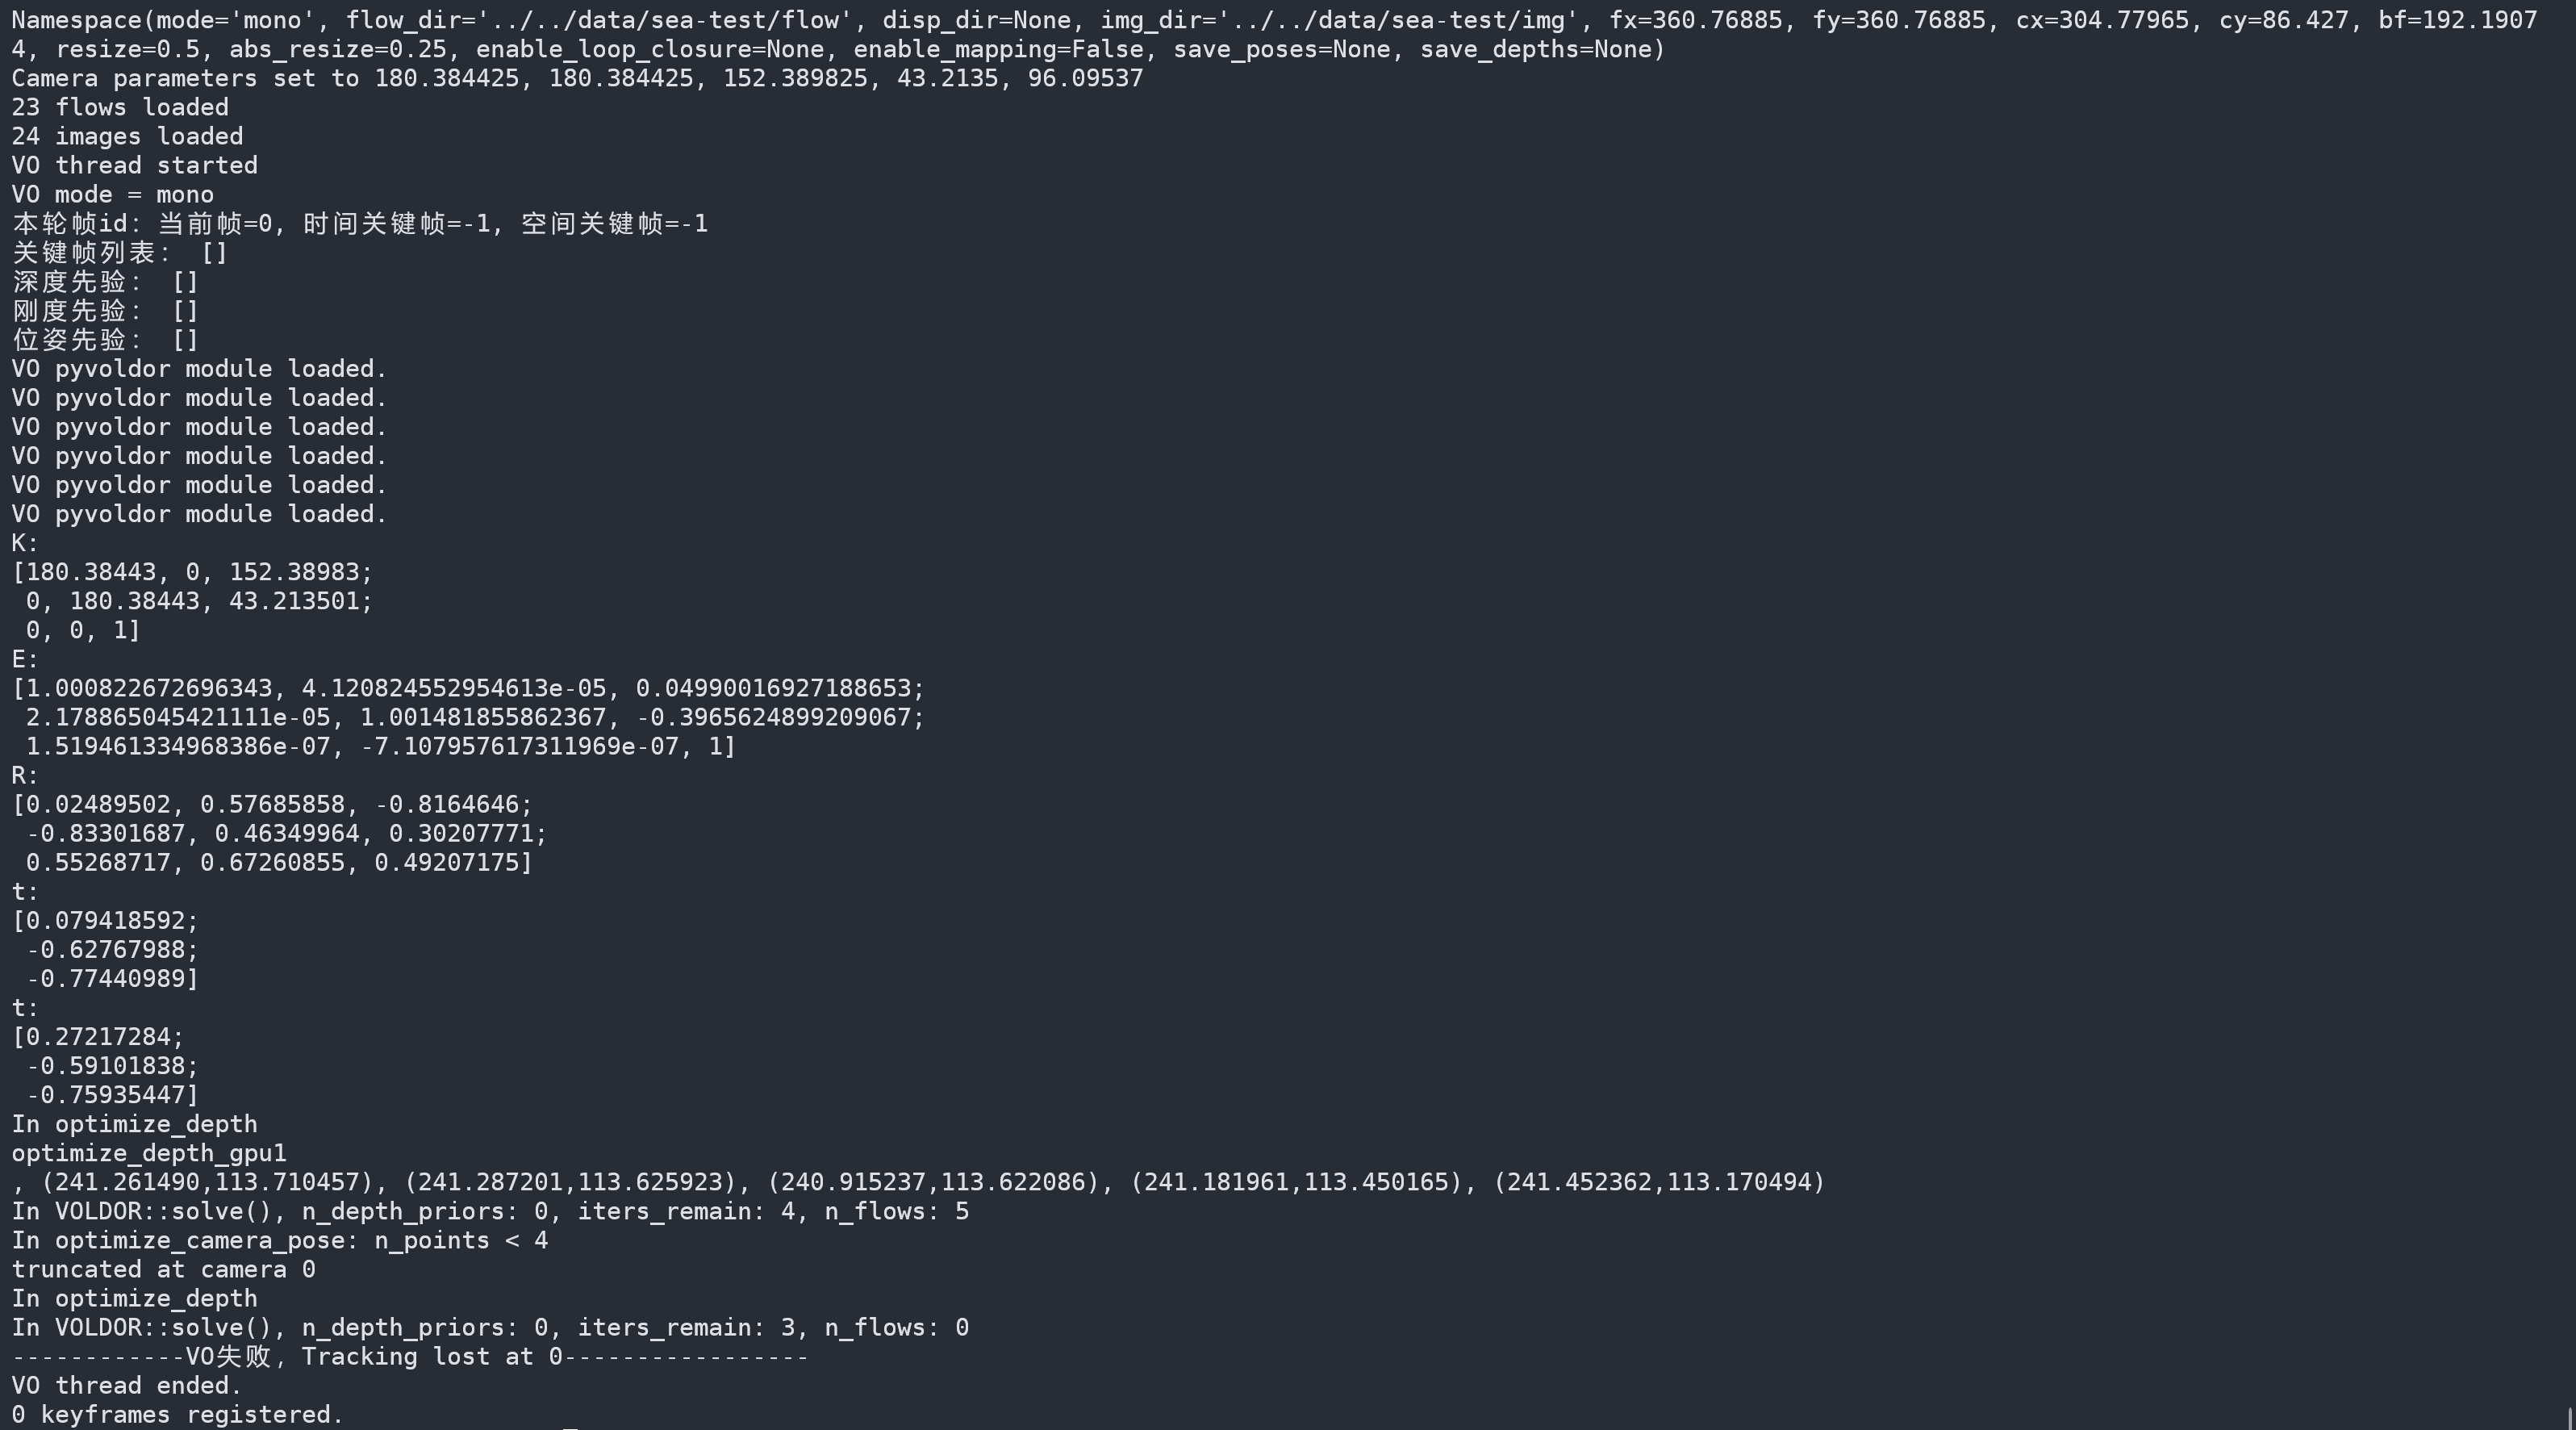 Namespace(mode='mono', flow_dir='../../data/sea-test/flow', disp_dir=None, img_dir='../../data/sea-test/img', fx=360.76885, fy=360.76885, cx=304.77965, cy=86.427, bf=192.1907
4, resize=0.5, abs_resize=0.25, enable_loop_closure=None, enable_mapping=False, save_poses=None, save_depths=None)
Camera parameters set to 180.384425, 180.384425, 152.389825, 43.2135, 96.09537
23 flows loaded
24 images loaded
VO thread started
VO mode = mono
本轮帧id: 当前帧=0, 时间关键帧=-1, 空间关键帧=-1
关键帧列表： []
深度先验： []
刚度先验： []
位姿先验： []
VO pyvoldor module loaded.
VO pyvoldor module loaded.
VO pyvoldor module loaded.
VO pyvoldor module loaded.
VO pyvoldor module loaded.
VO pyvoldor module loaded.
K:
[180.38443, 0, 152.38983;
 0, 180.38443, 43.213501;
 0, 0, 1]
E:
[1.000822672696343, 4.120824552954613e-05, 0.04990016927188653;
 2.178865045421111e-05, 1.001481855862367, -0.3965624899209067;
 1.519461334968386e-07, -7.107957617311969e-07, 1]
R:
[0.02489502, 0.57685858, -0.8164646;
 -0.83301687, 0.46349964, 0.30207771;
 0.55268717, 0.67260855, 0.49207175]
t:
[0.079418592;
 -0.62767988;
 -0.77440989]
t:
[0.27217284;
 -0.59101838;
 -0.75935447]
In optimize_depth
optimize_depth_gpu1
, (241.261490,113.710457), (241.287201,113.625923), (240.915237,113.622086), (241.181961,113.450165), (241.452362,113.170494)
In VOLDOR::solve(), n_depth_priors: 0, iters_remain: 4, n_flows: 5
In optimize_camera_pose: n_points < 4
truncated at camera 0
In optimize_depth
In VOLDOR::solve(), n_depth_priors: 0, iters_remain: 3, n_flows: 0
------------VO失败, Tracking lost at 0-----------------
VO thread ended.
0 keyframes registered.